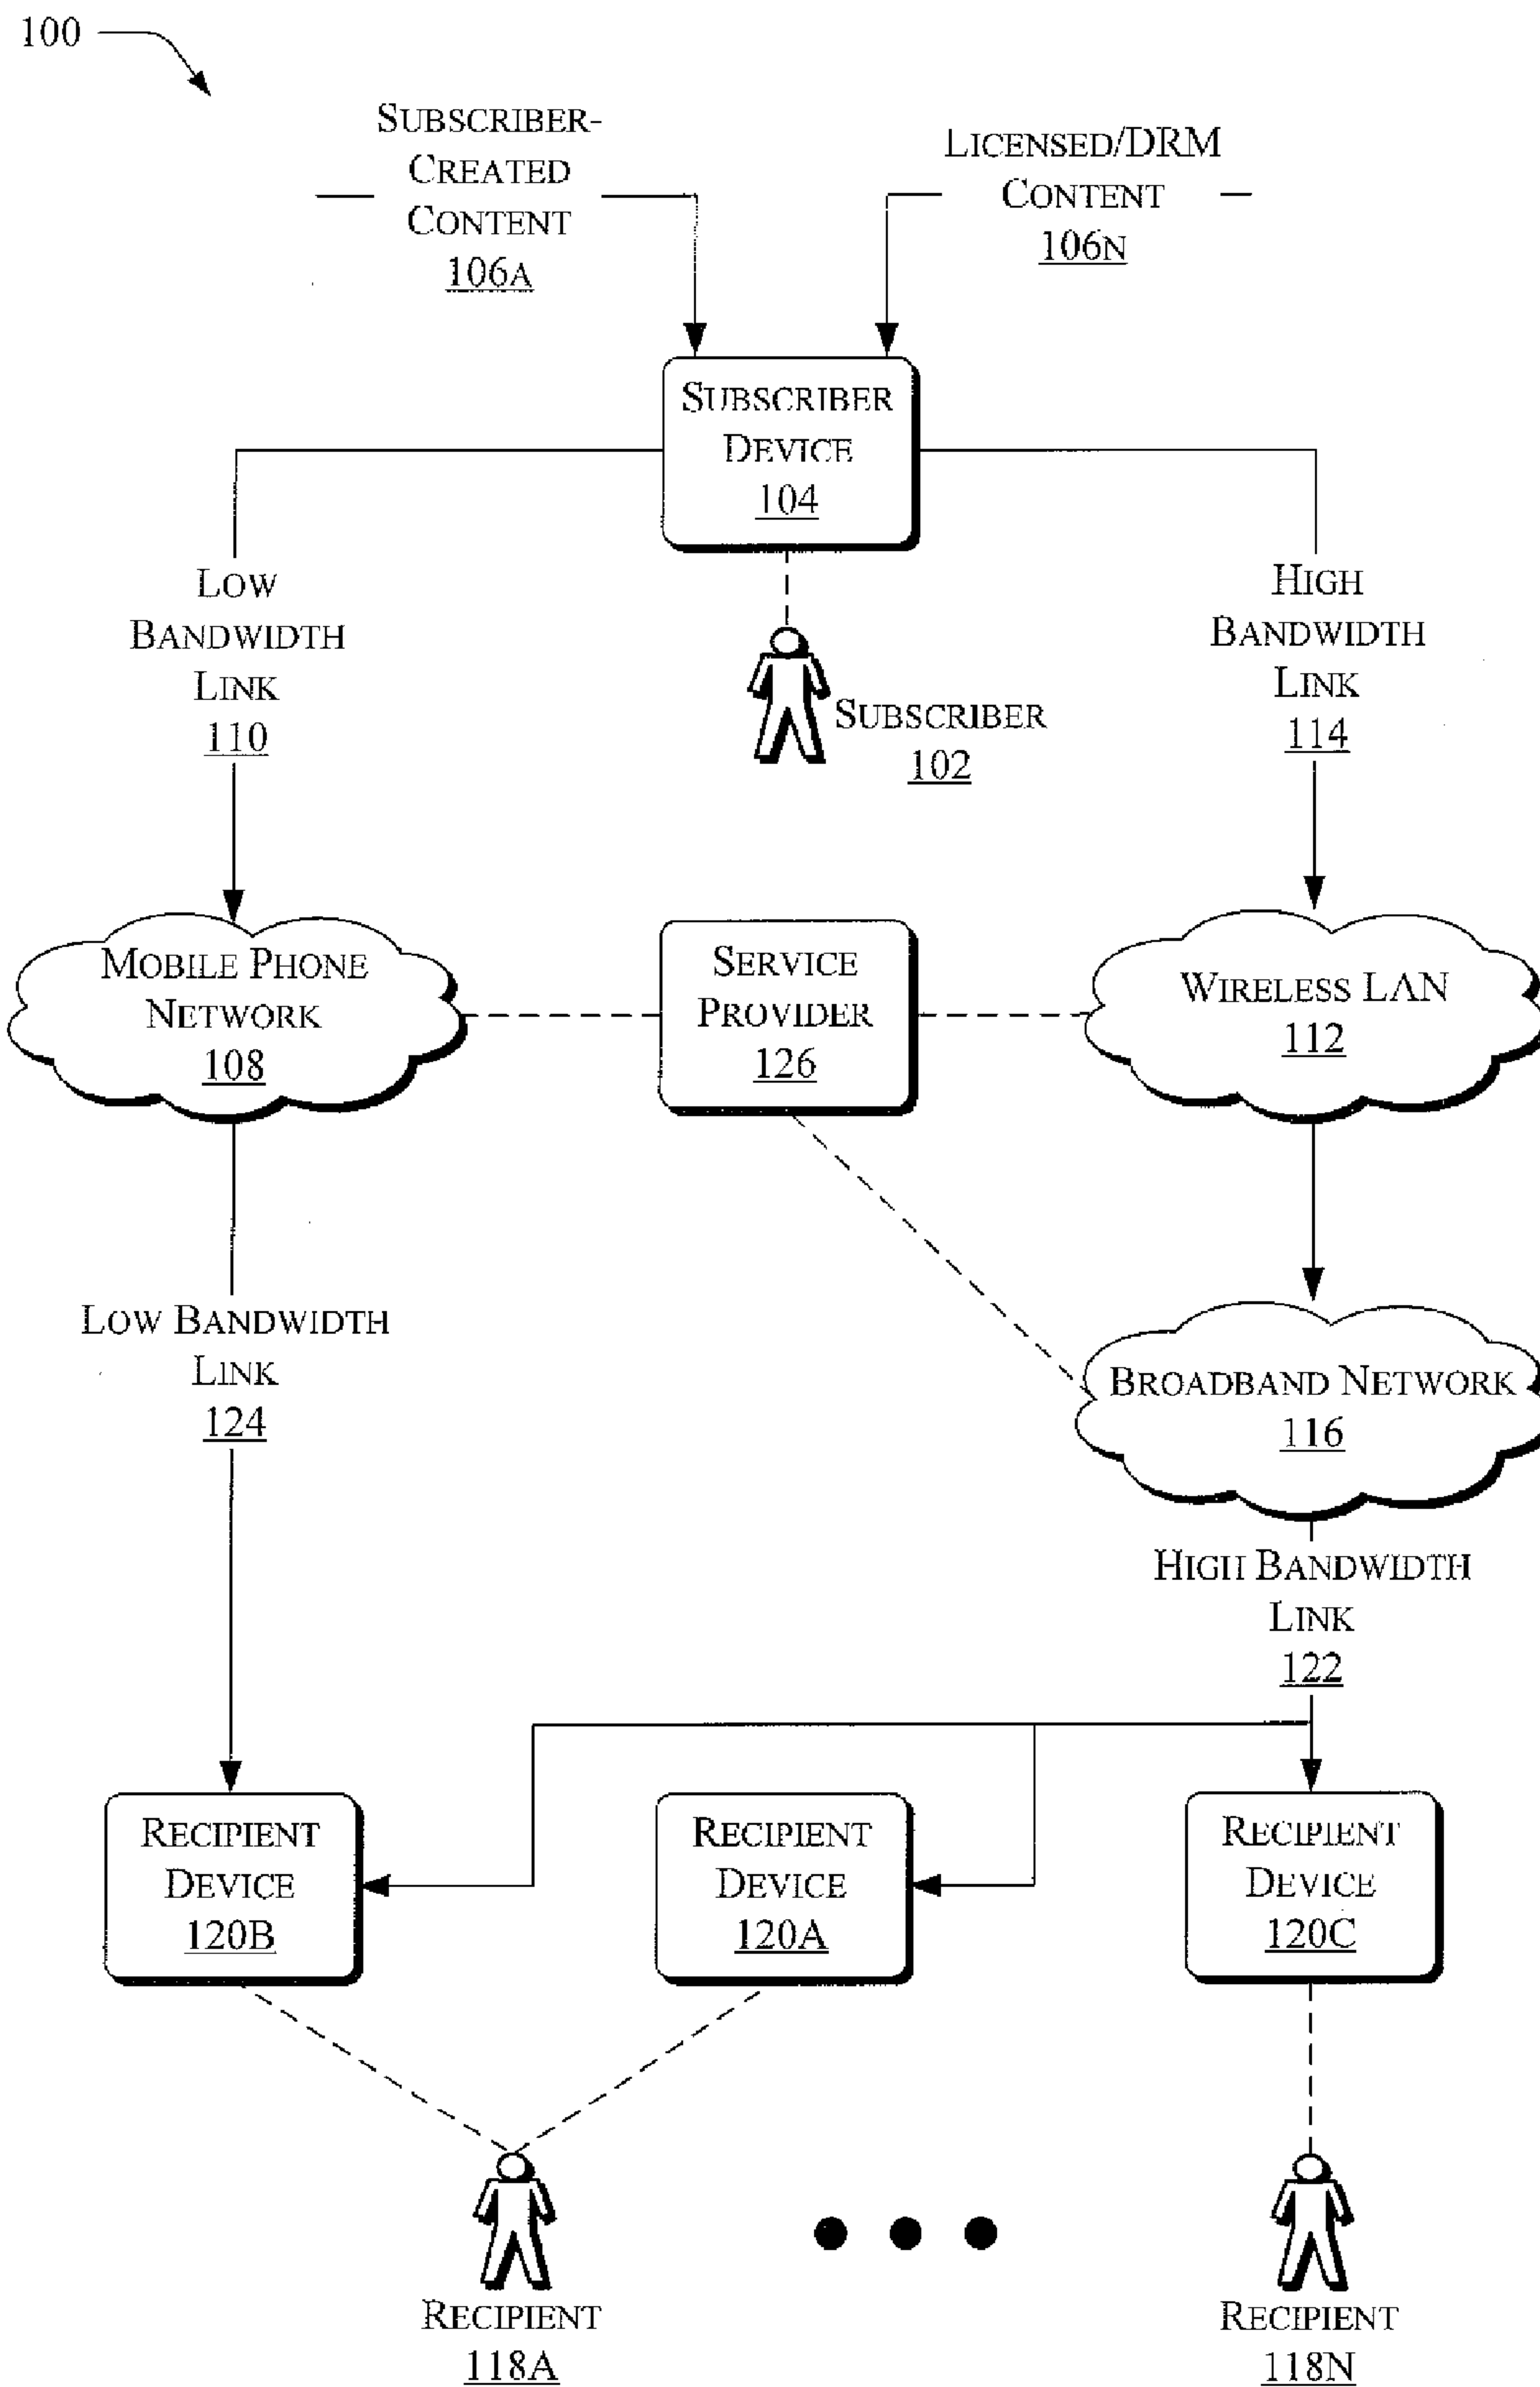 100
SUBSCRIBER-
CREATED
CONTENT
106A
LICENSED/DRM
CONTENT
106N
SUBSCRIBER
DEVICE
104
LOW
BANDWIDTH
LINK
110
HIGH
BANDWIDTH
LINK
114
SUBSCRIBER
102
MOBILE PHONE
NETWORK
108
SERVICE
PROVIDER
126
WIRELESS LAN
112
LOW BANDWIDTH
LINK
124
BROADBAND NETWORK
116
HIGH BANDWIDTH
LINK
122
RECIPIENT
DEVICE
120B
RECIPIENT
DEVICE
120A
RECIPIENT
DEVICE
120C
RECIPIENT
118A
RECIPIENT
118N